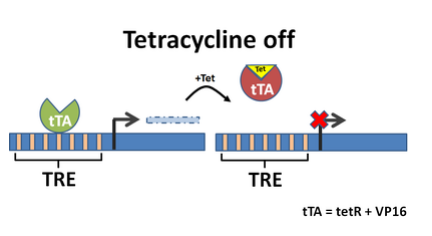 Tetracycline off
+Tet
Tet
tTA
tTA
TRE
TRE
tTA = tetR + VP16